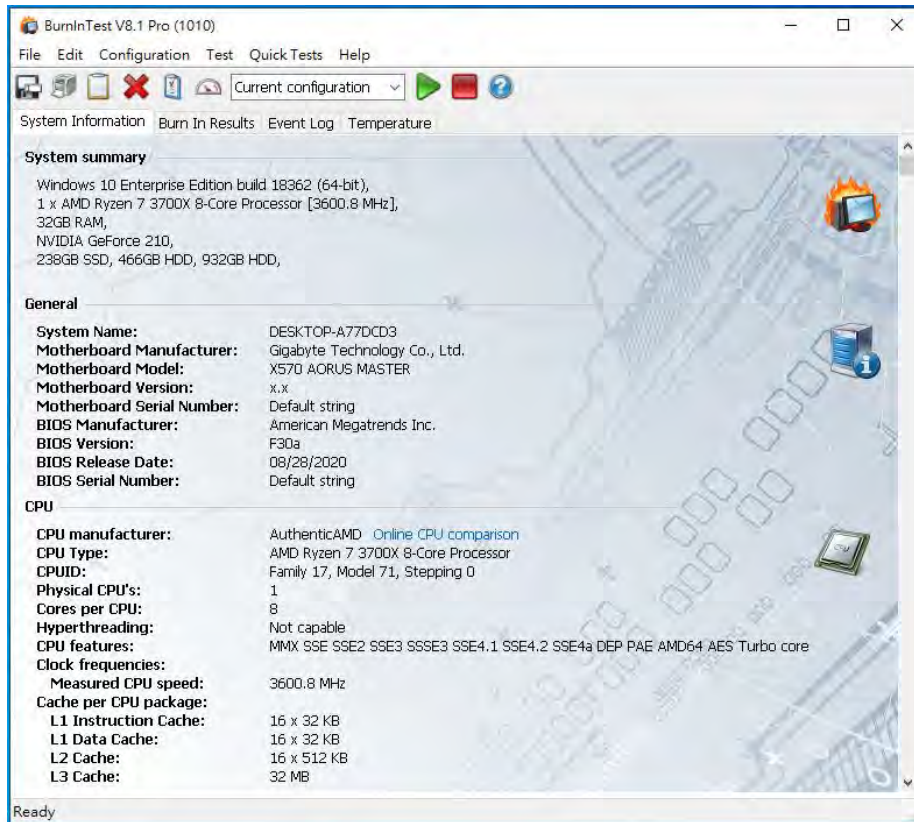 BurnInTest V8.1 Pro (1010)
File Edit Configuration Test Quick Tests Help
Current configuration
System Information Burn In Results Event Log Temperature
System summary
Windows 10 Enterprise Edition build 18362 (64-bit),
1 x AMD Ryzen 7 3700X 8-Core Processor [3600.8 MHz],
32GB RAM,
NVIDIA GeForce 210,
238GB SSD, 466GB HDD, 932GB HDD,
General
System Name: DESKTOP-A77DCD3
Motherboard Manufacturer: Gigabyte Technology Co., Ltd.
Motherboard Model: X570 AORUS MASTER
Motherboard Version: x.x
Motherboard Serial Number: Default string
BIOS Manufacturer: American Megatrends Inc.
BIOS Version: F30a
BIOS Release Date: 08/28/2020
BIOS Serial Number: Default string
CPU
CPU manufacturer: AuthenticAMD Online CPU comparison
CPU Type: AMD Ryzen 7 3700X 8-Core Processor
CPUID: Family 17, Model 71, Stepping 0
Physical CPU's: 1
Cores per CPU: 8
Hyperthreading: Not capable
CPU features: MMX SSE SSE2 SSE3 SSSE3 SSE4.1 SSE4.2 SSE4a DEP PAE AMD64 AES Turbo core
Clock frequencies:
Measured CPU speed: 3600.8 MHz
Cache per CPU package:
L1 Instruction Cache: 16 x 32 KB
L1 Data Cache: 16 x 32 KB
L2 Cache: 16 x 512 KB
L3 Cache: 32 MB
Ready